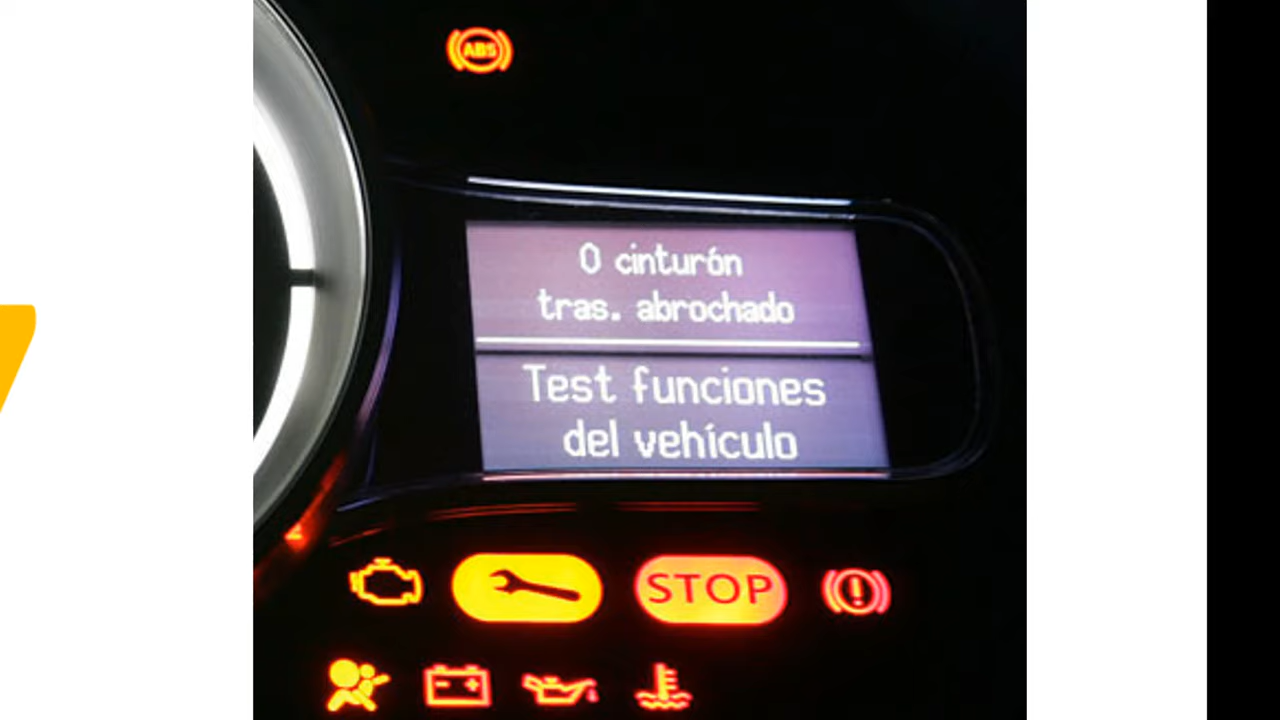 ABS
0 cinturón
tras. abrochado
Test funciones
del vehículo
STOP